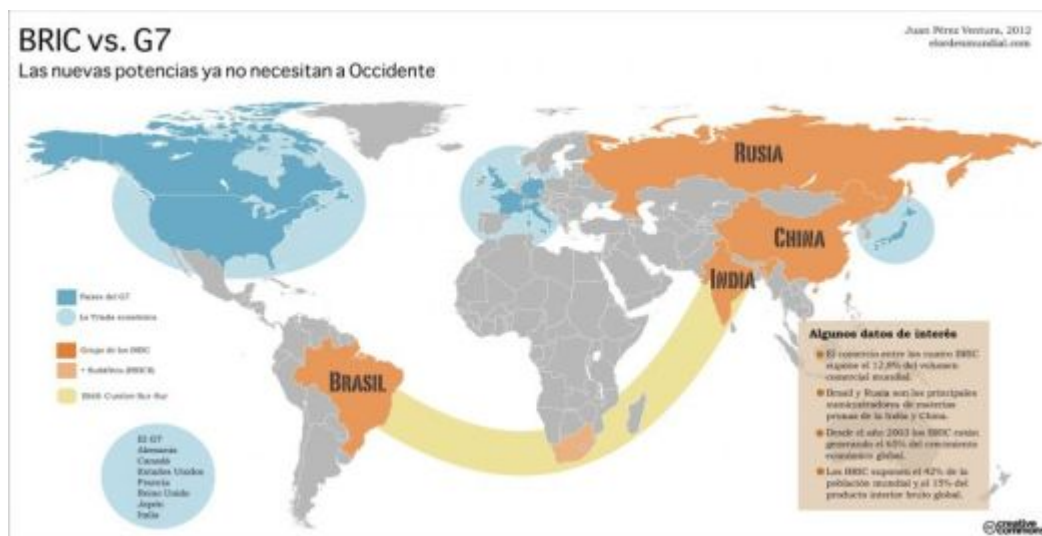 BRIC vs. G7
Las nuevas potencias ya no necesitan a Occidente
Juan Pérez Ventura, 2012
elordenmundial.com
RUSIA
CHINA
INDIA
BRASIL
Países del G7
La Tríada económica
Grupo de los BRIC
+ Sudáfrica (BRICS)
Sur-Sur
El G7
Alemania
Canadá
Estados Unidos
Francia
Reino Unido
Japón
Italia
Algunos datos de interés
El comercio entre los cuatro BRIC
supone el 12,8% del volumen
comercial mundial.
Brasil y Rusia son los principales
suministradores de materias
primas de la India y China.
Desde el año 2003 los BRIC están
generando el 65% del crecimiento
económico global.
Los BRIC suponen el 42% de la
población mundial y el 15% del
producto interior bruto global.
creative
commons